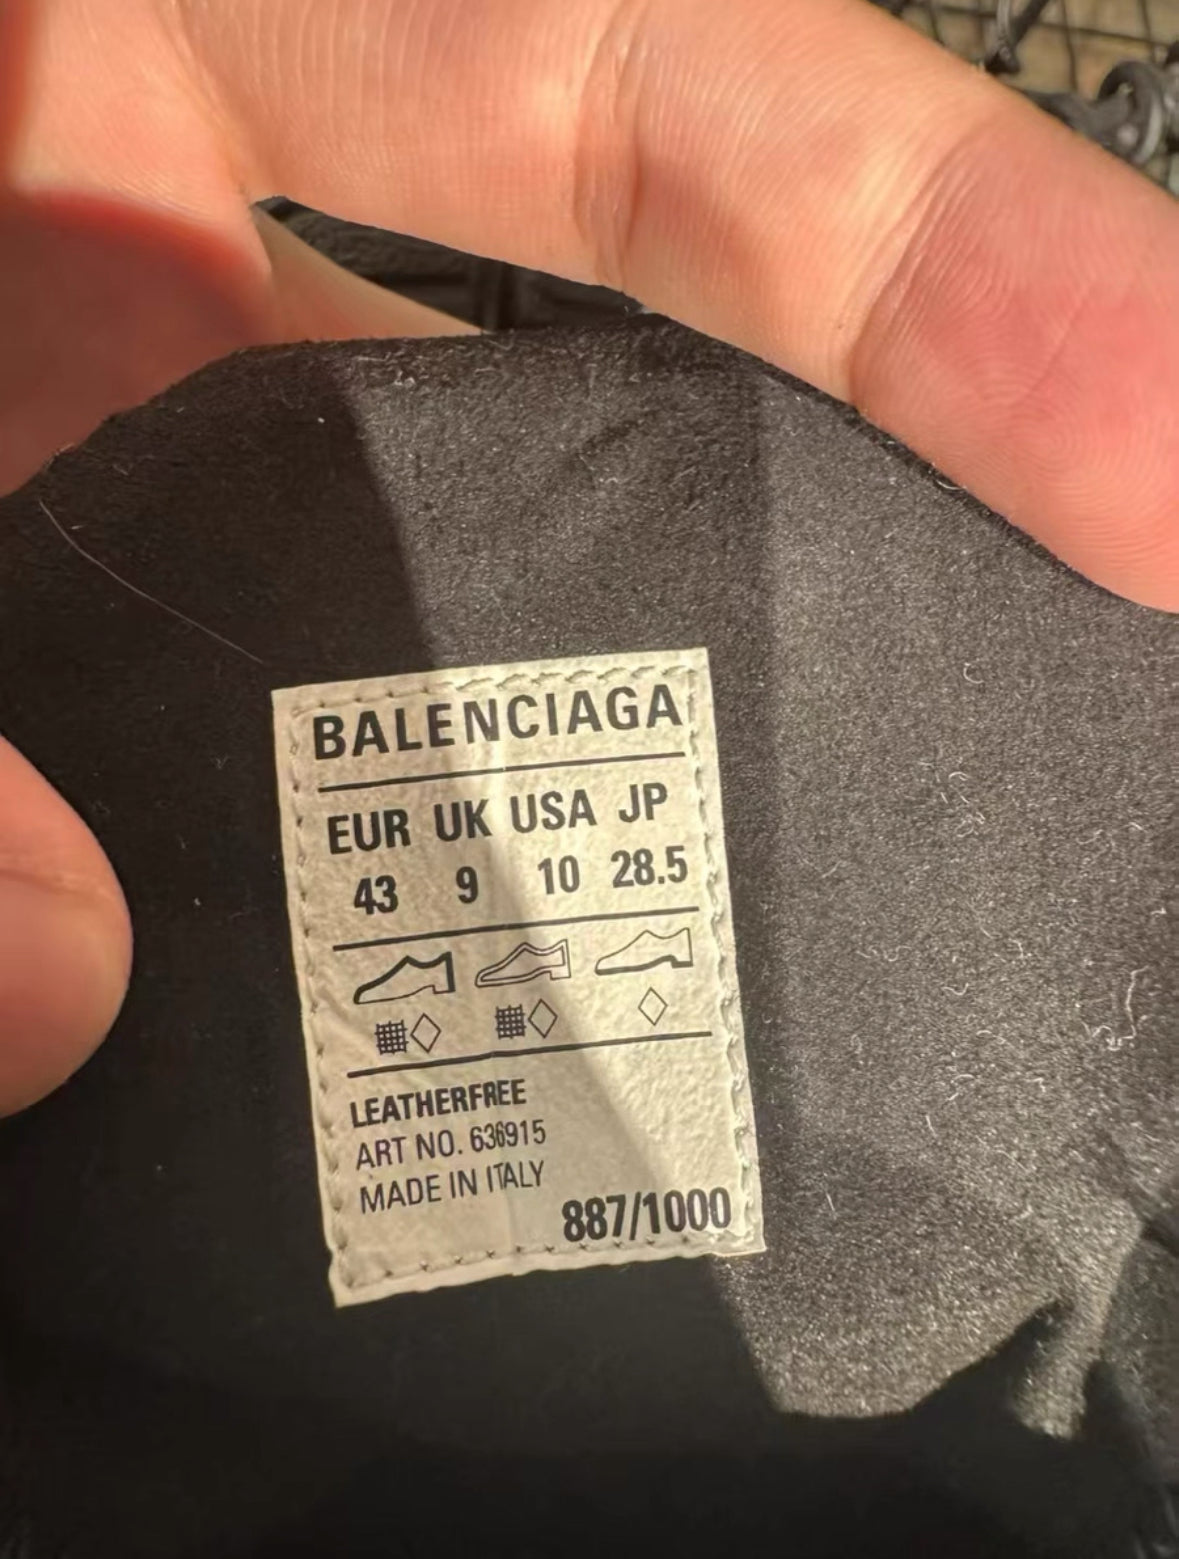 BALENCIAGA
EUR UK USA JP
43 9 10 28.5
LEATHERFREE
ART NO. 636915
MADE IN ITALY
887/1000